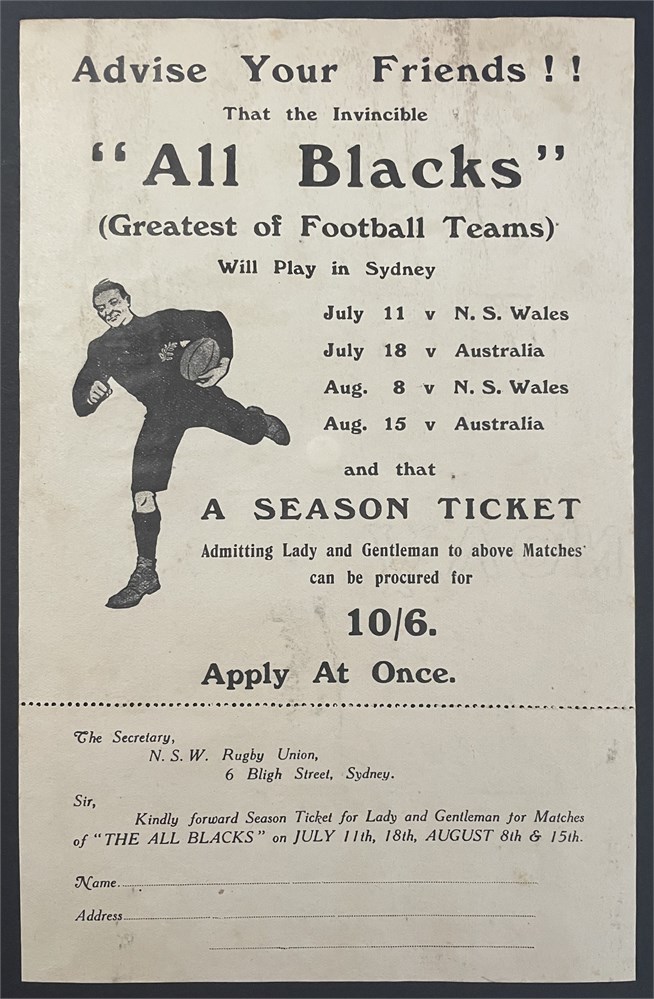 Advise Your Friends !!
That the Invincible
"All Blacks"
(Greatest of Football Teams)
Will Play in Sydney
July 11 v N. S. Wales
July 18 v Australia
Aug. 8 v N. S. Wales
Aug. 15 v Australia
and that
A SEASON TICKET
Admitting Lady and Gentleman to above Matches
can be procured for
10/6.
Apply At Once.
The Secretary,
N. S. W. Rugby Union,
6 Bligh Street, Sydney.
Sir,
Kindly forward Season Ticket for Lady and Gentleman for Matches
of "THE ALL BLACKS" on JULY 11th, 18th, AUGUST 8th & 15th.
Name
Address